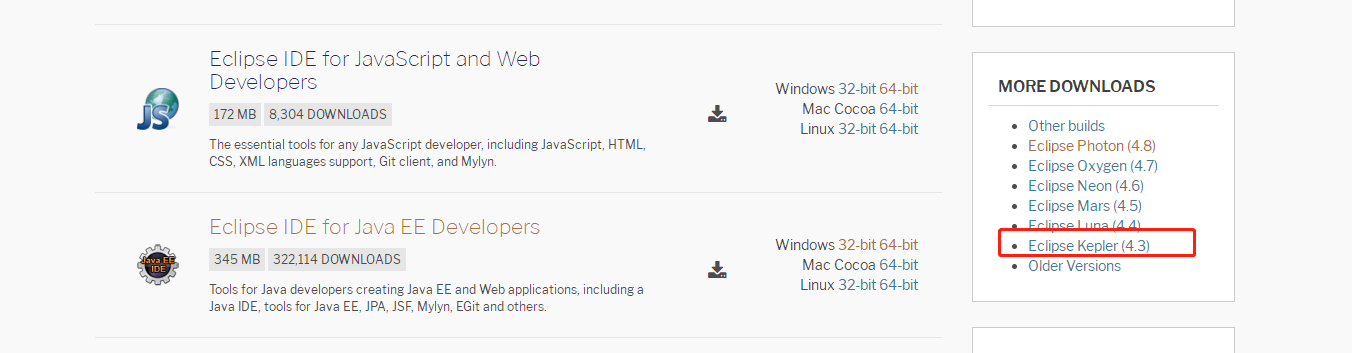 Eclipse IDE for JavaScript and Web
Developers
172 MB 8,304 DOWNLOADS
The essential tools for any JavaScript developer, including JavaScript, HTML,
CSS, XML languages support, Git client, and Mylyn.
JS
Windows 32-bit 64-bit
Mac Cocoa 64-bit
Linux 32-bit 64-bit
Eclipse IDE for Java EE Developers
345 MB 322,114 DOWNLOADS
Tools for Java developers creating Java EE and Web applications, including a
Java IDE, tools for Java EE, JPA, JSF, Mylyn, EGit and others.
Java EE
IDE
Windows 32-bit 64-bit
Mac Cocoa 64-bit
Linux 32-bit 64-bit
MORE DOWNLOADS
Other builds
Eclipse Photon (4.8)
Eclipse Oxygen (4.7)
Eclipse Neon (4.6)
Eclipse Mars (4.5)
Eclipse Luna (4.4)
Eclipse Kepler (4.3)
Older Versions